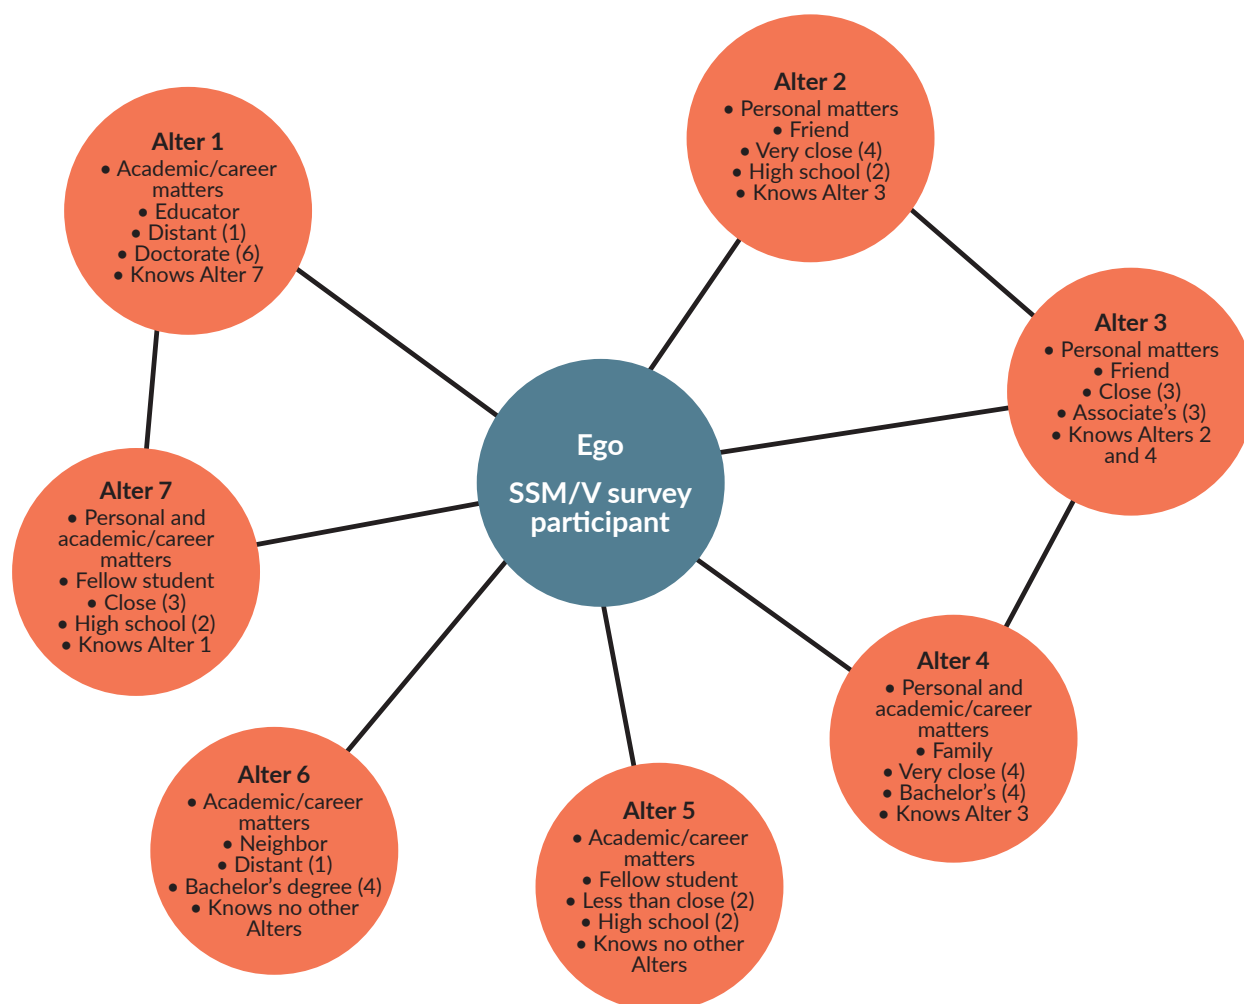 Alter 1
• Academic/career
matters
• Educator
• Distant (1)
• Doctorate (6)
• Knows Alter 7
Alter 2
• Personal matters
• Friend
• Very close (4)
• High school (2)
• Knows Alter 3
Alter 3
• Personal matters
• Friend
• Close (3)
• Associate’s (3)
• Knows Alters 2
and 4
Ego
SSM/V survey
participant
Alter 7
• Personal and
academic/career
matters
• Fellow student
• Close (3)
• High school (2)
• Knows Alter 1
Alter 4
• Personal and
academic/career
matters
• Family
• Very close (4)
• Bachelor’s (4)
• Knows Alter 3
Alter 6
• Academic/career
matters
• Neighbor
• Distant (1)
• Bachelor’s degree (4)
• Knows no other
Alters
Alter 5
• Academic/career
matters
• Fellow student
• Less than close (2)
• High school (2)
• Knows no other
Alters